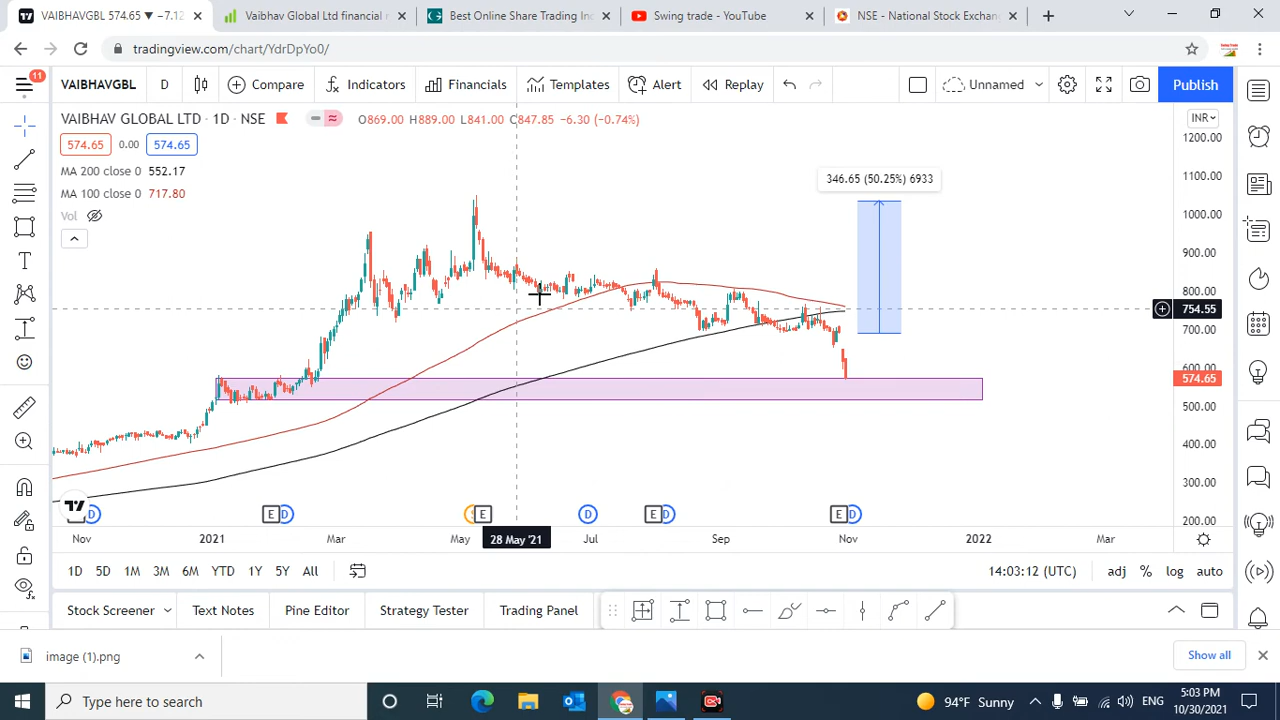 VAIBHAVGBL 574.65 ▼ -7.12
Vaibhav Global Ltd financial r
Best Online Share Trading Ind
Swing trade - YouTube
NSE - National Stock Exchan
tradingview.com/chart/YdrDpYo0/
11
VAIBHAVGBL
D
Compare
Indicators
Financials
Templates
Alert
Replay
Unnamed
Publish
VAIBHAV GLOBAL LTD · 1D · NSE
O869.00 H889.00 L841.00 C847.85 −6.30 (−0.74%)
INR
574.65
0.00
574.65
MA 200 close 0 552.17
MA 100 close 0 717.80
Vol
346.65 (50.25%) 6933
1200.00
1100.00
1000.00
900.00
800.00
754.55
700.00
600.00
574.65
500.00
400.00
300.00
200.00
E
D
E
E
D
E
D
E
D
Nov
2021
Mar
May
28 May '21
Jul
Sep
Nov
2022
Mar
1D
5D
1M
3M
6M
YTD
1Y
5Y
All
14:03:12 (UTC)
adj
%
log
auto
Stock Screener
Text Notes
Pine Editor
Strategy Tester
Trading Panel
image (1).png
Show all
Type here to search
94°F Sunny
ENG
5:03 PM
10/30/2021